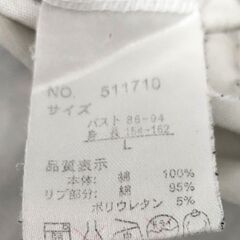 NO. 511710
サイズ
バスト 86-94
身長 154-162
L
品質表示
本体: 綿 100%
リブ部分: 綿 95%
ポリウレタン 5%